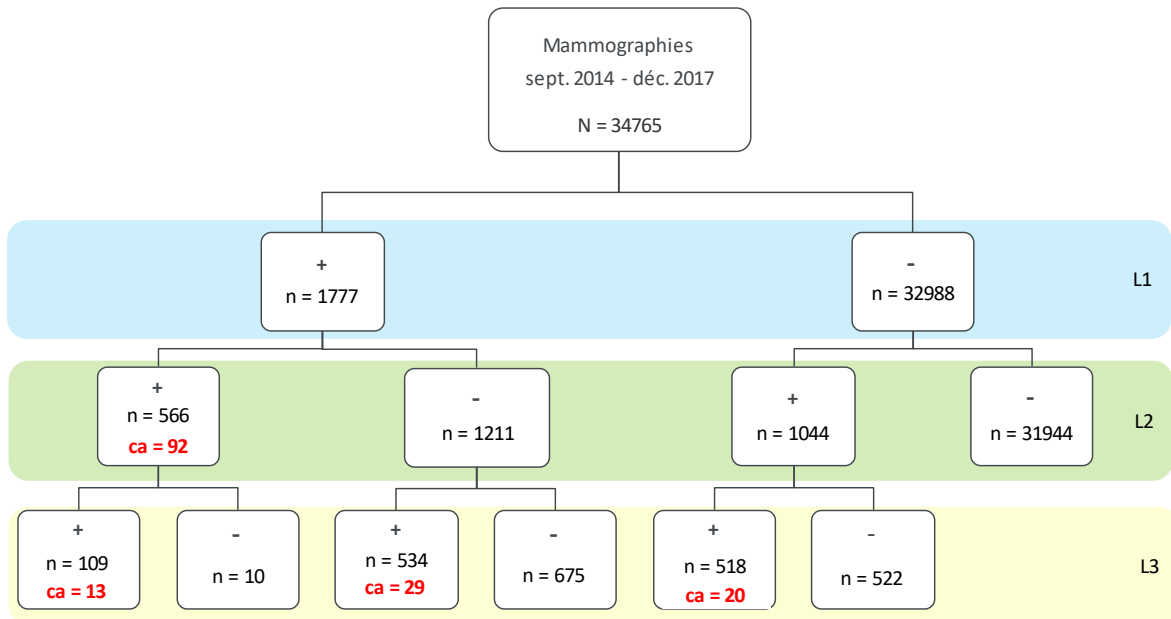 Mammographies
sept. 2014 - déc. 2017
N = 34765
+
n = 1777
-
n = 32988
L1
+
n = 566
ca = 92
-
n = 1211
+
n = 1044
-
n = 31944
L2
+
n = 109
ca = 13
-
n = 10
+
n = 534
ca = 29
-
n = 675
+
n = 518
ca = 20
-
n = 522
L3